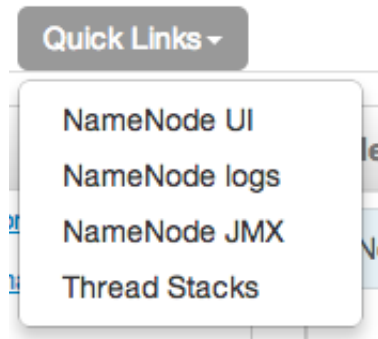 Quick Links
NameNode UI
NameNode logs
NameNode JMX
Thread Stacks